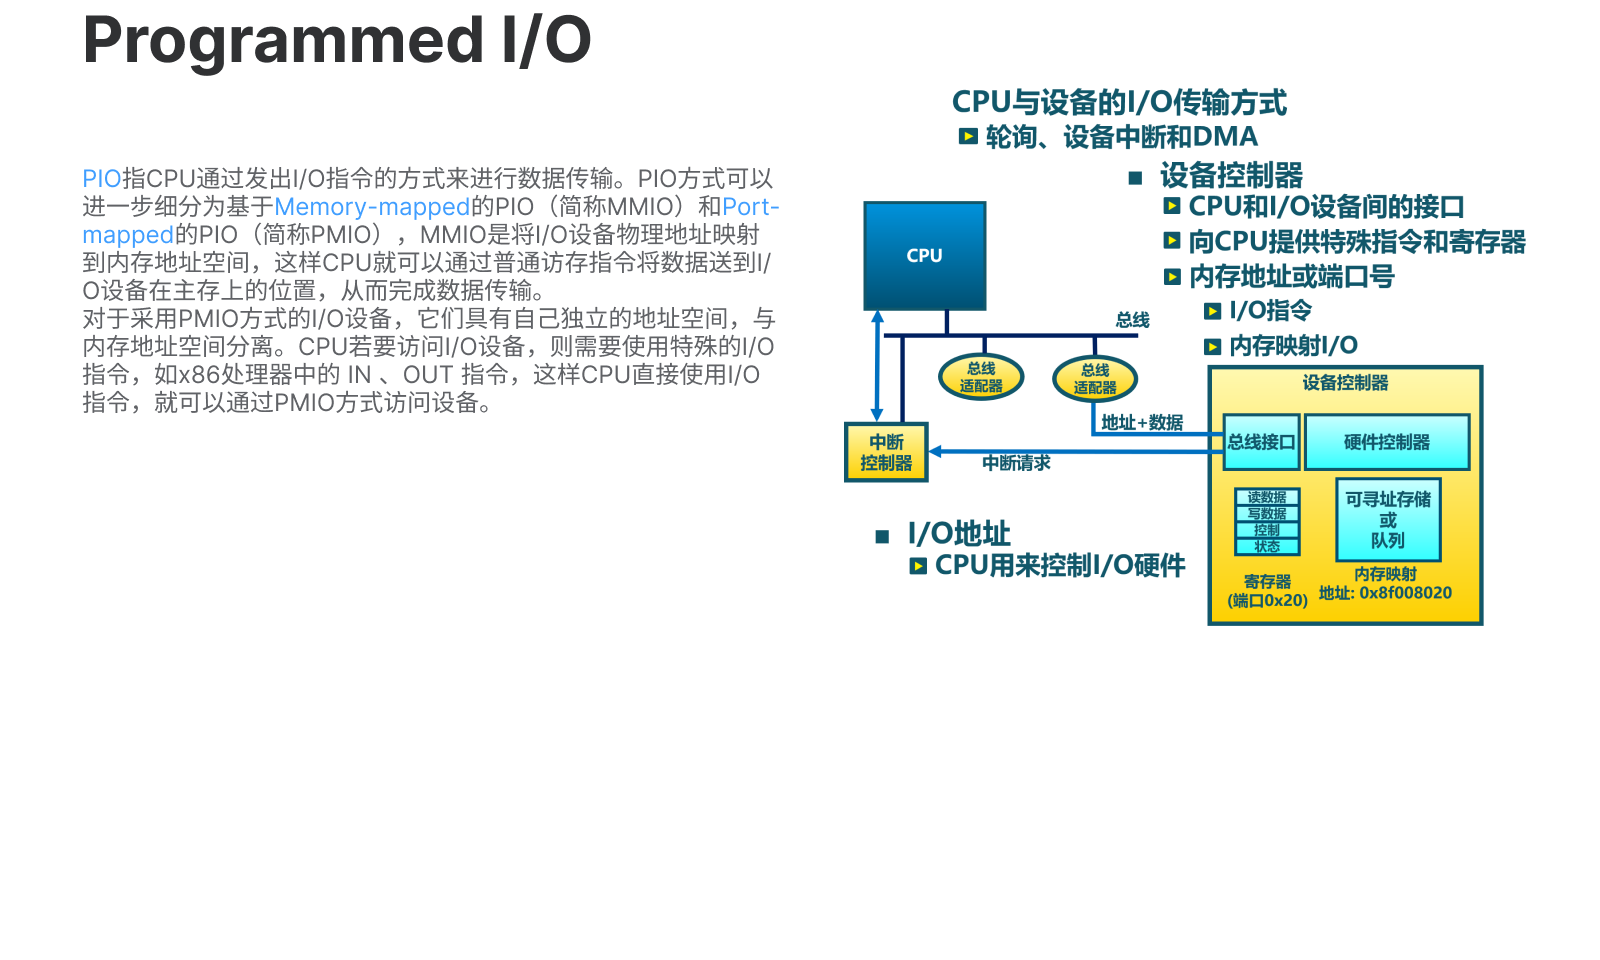 Programmed I/O
PIO指CPU通过发出I/O指令的方式来进行数据传输。PIO方式可以
进一步细分为基于Memory-mapped的PIO（简称MMIO）和Port-
mapped的PIO（简称PMIO），MMIO是将I/O设备物理地址映射
到内存地址空间，这样CPU就可以通过普通访存指令将数据送到I/
O设备在主存上的位置，从而完成数据传输。
对于采用PMIO方式的I/O设备，它们具有自己独立的地址空间，与
内存地址空间分离。CPU若要访问I/O设备，则需要使用特殊的I/O
指令，如x86处理器中的 IN 、OUT 指令，这样CPU直接使用I/O
指令，就可以通过PMIO方式访问设备。
CPU与设备的I/O传输方式
轮询、设备中断和DMA
设备控制器
CPU和I/O设备间的接口
向CPU提供特殊指令和寄存器
内存地址或端口号
I/O指令
内存映射I/O
CPU
总线
总线
适配器
总线
适配器
地址+数据
中断
控制器
中断请求
设备控制器
总线接口
硬件控制器
读数据
写数据
控制
状态
寄存器
(端口0x20)
可寻址存储
或
队列
内存映射
地址: 0x8f008020
I/O地址
CPU用来控制I/O硬件